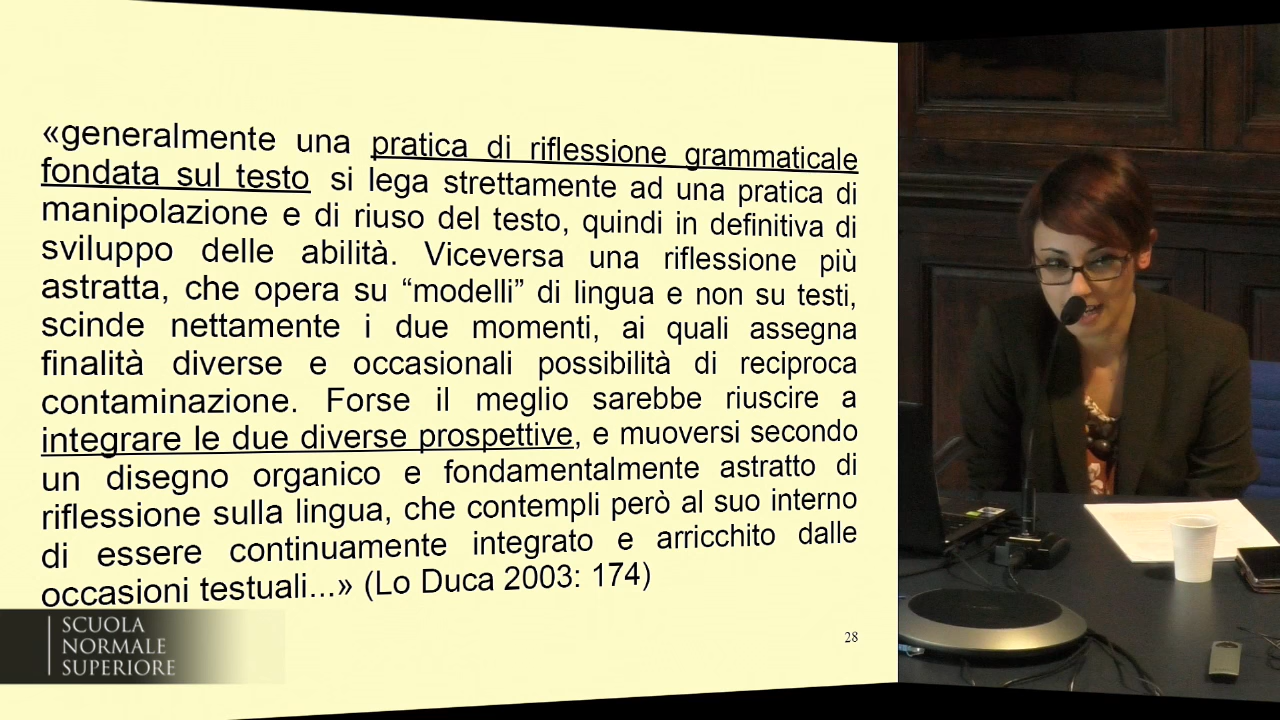 «generalmente una pratica di riflessione grammaticale
fondata sul testo si lega strettamente ad una pratica di
manipolazione e di riuso del testo, quindi in definitiva di
sviluppo delle abilità. Viceversa una riflessione più
astratta, che opera su “modelli” di lingua e non su testi,
scinde nettamente i due momenti, ai quali assegna
finalità diverse e occasionali possibilità di reciproca
contaminazione. Forse il meglio sarebbe riuscire a
integrare le due diverse prospettive, e muoversi secondo
un disegno organico e fondamentalmente astratto di
riflessione sulla lingua, che contempli però al suo interno
di essere continuamente integrato e arricchito dalle
occasioni testuali...» (Lo Duca 2003: 174)
28
SCUOLA
NORMALE
SUPERIORE